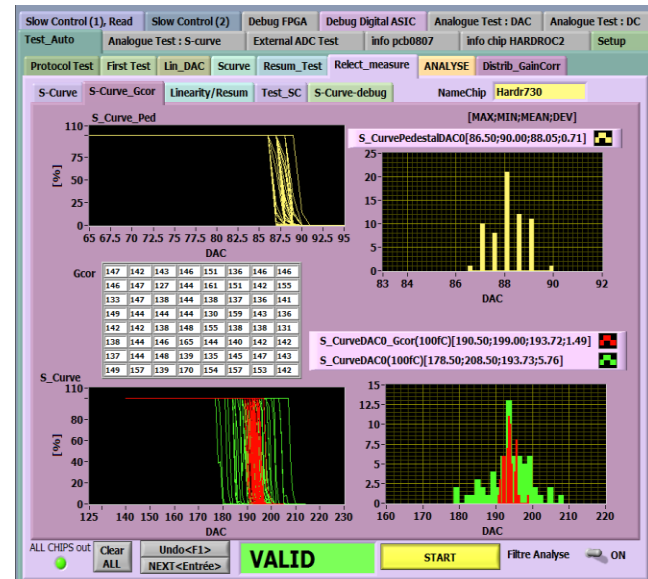 Slow Control (1), Read Slow Control (2) Debug FPGA Debug Digital ASIC Analogue Test : DAC Analogue Test : DC
Test_Auto Analogue Test : S-curve External ADC Test info pcb0807 info chip HARDROC2 Setup
Protocol Test First Test Lin_DAC Scurve Resum_Test Relect_measure ANALYSE Distrib_GainCorr
S-Curve S-Curve_Gcor Linearity/Resum Test_SC S-Curve-debug NameChip Hardr730
S_Curve_Ped [MAX;MIN;MEAN;DEV]
S_CurvePedestalDAC0[86.50;90.00;88.05;0.71]
110
75
50
25
0
[%]
65 67.5 70 72.5 75 77.5 80 82.5 85 87.5 90 92.5 95
DAC
25
20
15
10
5
0
83 84 86 88 90 92
DAC
Gcor
147 142 143 146 151 136 146 146
146 147 127 144 161 151 142 155
133 147 138 144 138 137 136 141
149 144 144 144 130 159 143 136
142 142 138 148 155 138 138 131
138 144 146 165 144 140 142 144
137 144 148 139 135 145 147 143
149 157 139 170 154 157 153 142
S_CurveDAC0_Gcor(100fC)[190.50;199.00;193.72;1.49]
S_CurveDAC0(100fC)[178.50;208.50;193.73;5.76]
S_Curve
110
80
60
40
20
0
[%]
125 140 150 160 170 180 190 200 210 220 230
DAC
15
12.5
10
7.5
5
2.5
0
160 170 180 190 200 210 220
DAC
ALL CHIPS out Clear ALL Undo<F1> NEXT<Entrée> VALID START Filtre Analyse ON